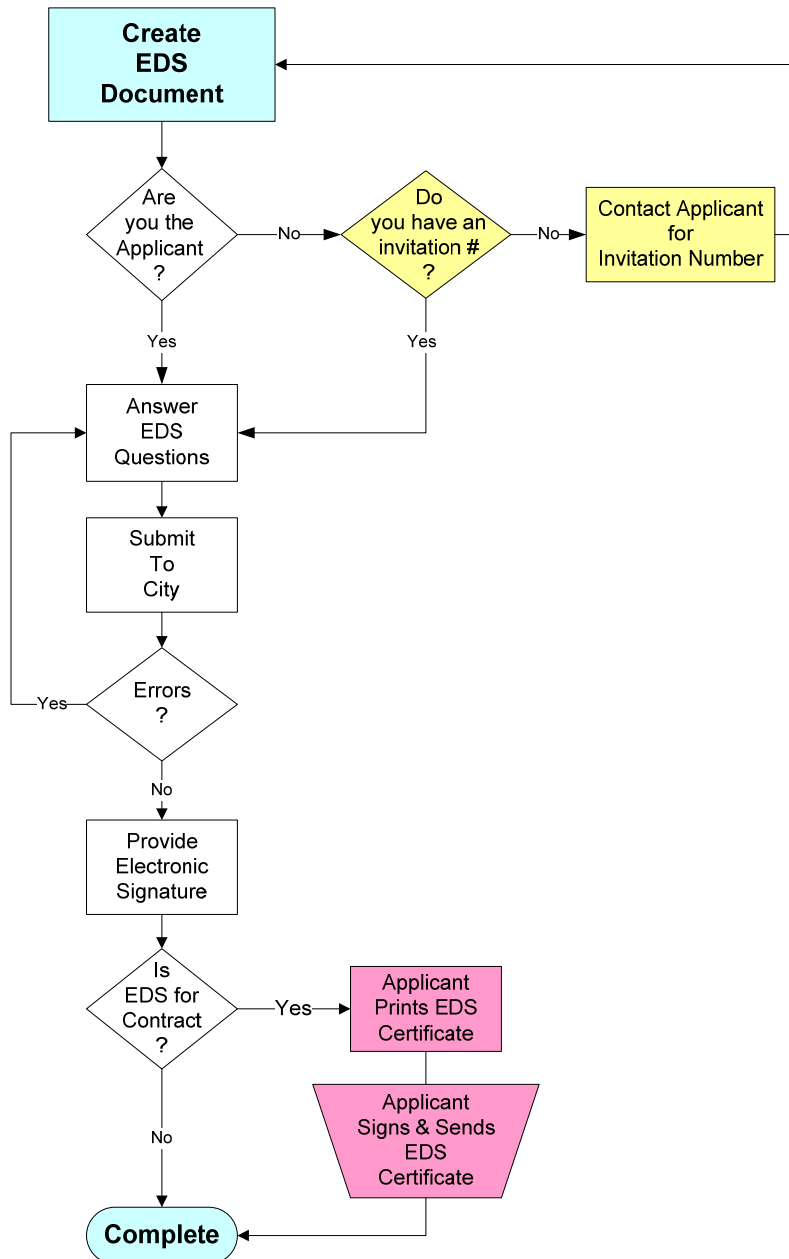 Create
EDS
Document
Are
you the
Applicant
?
No
Do
you have an
invitation #
?
No
Contact Applicant
for
Invitation Number
Yes
Yes
Answer
EDS
Questions
Submit
To
City
Errors
?
Yes
No
Provide
Electronic
Signature
Is
EDS for
Contract
?
Yes
Applicant
Prints EDS
Certificate
Applicant
Signs & Sends
EDS
Certificate
No
Complete